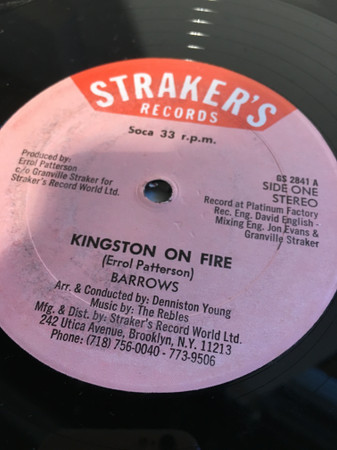 STRAKER'S
RECORDS
Soca 33 r.p.m.
Produced by:
Errol Patterson
c/o Granville Straker for
Straker's Record World Ltd.
GS 2841 A
SIDE ONE
STEREO
Record at Platinum Factory
Rec. Eng. David English -
Mixing Eng. Jon Evans &
Granville Straker
KINGSTON ON FIRE
(Errol Patterson)
BARROWS
Arr. & Conducted by: Denniston Young
Music by: The Rebles
Mfg. & Dist. by: Straker's Record World Ltd.
242 Utica Avenue, Brooklyn, N.Y. 11213
Phone: (718) 756-0040 - 773-9506